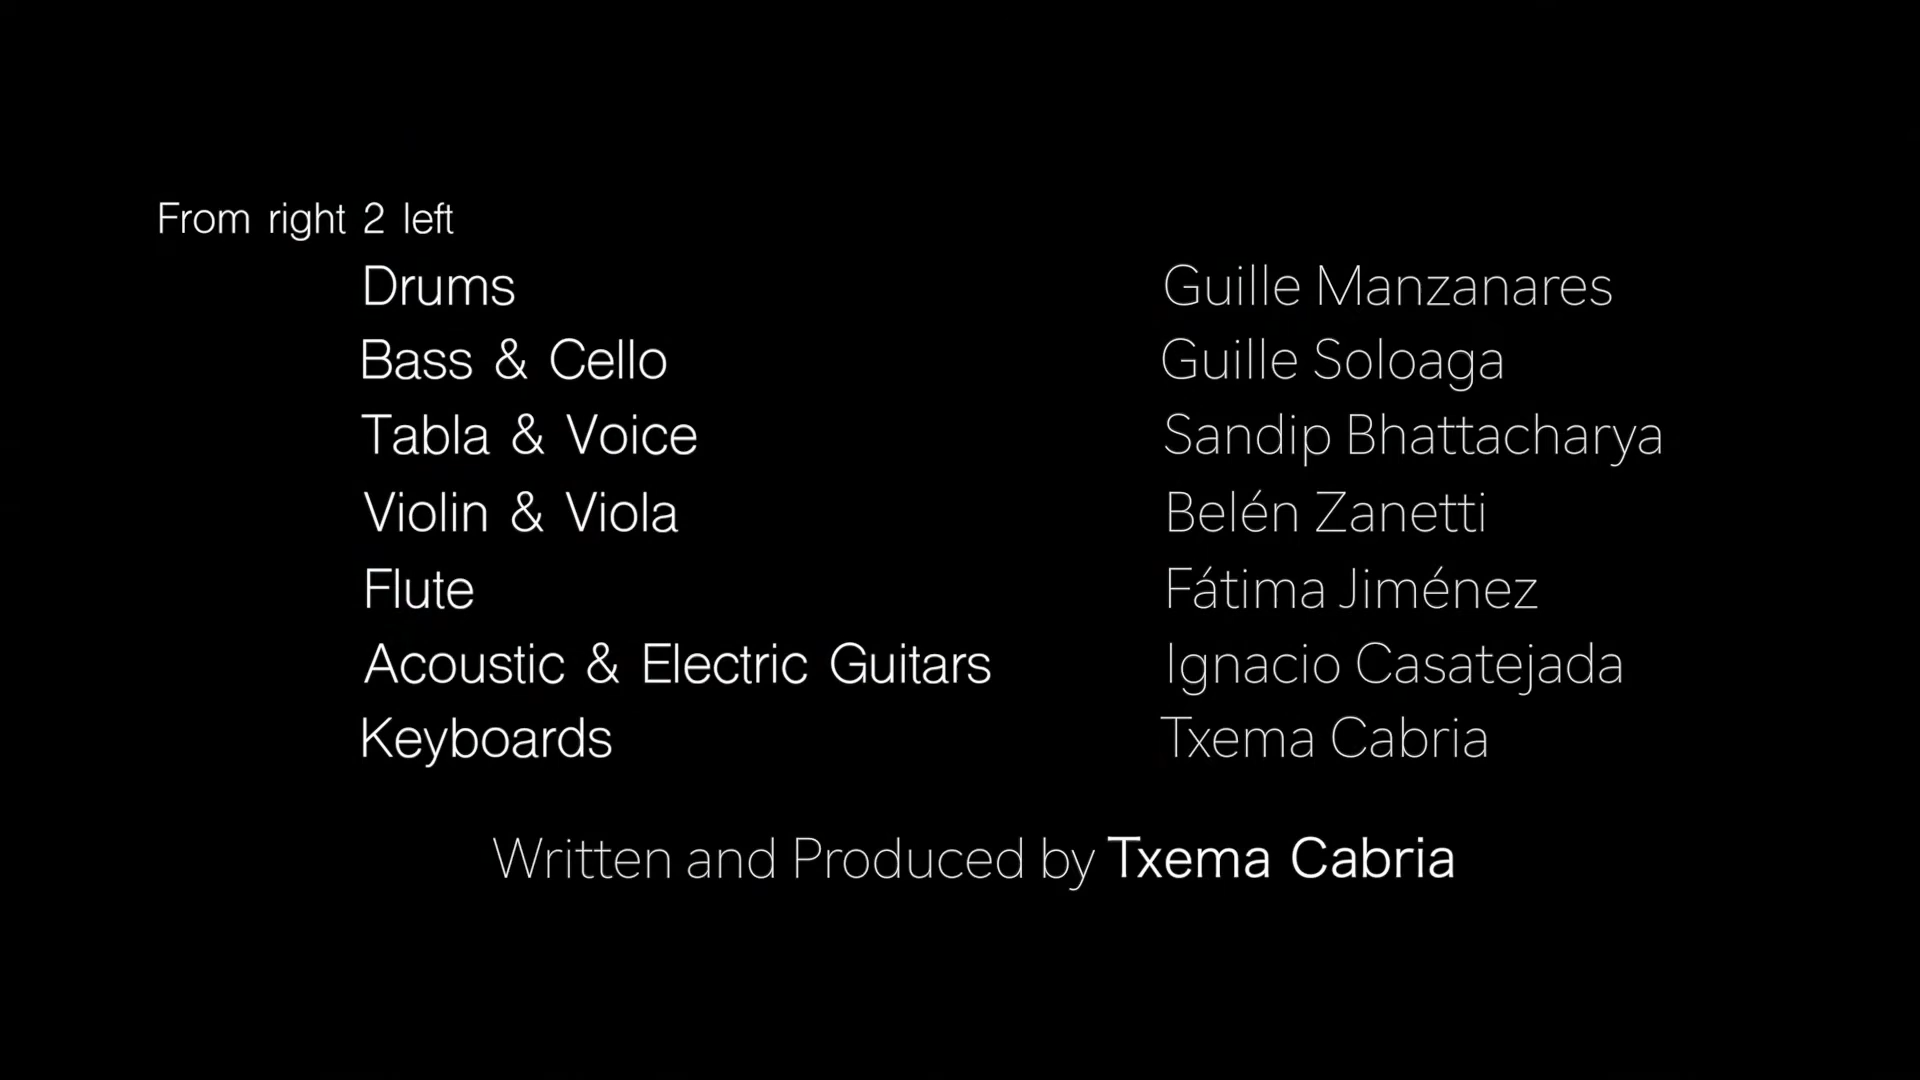 From right 2 left
Drums Guille Manzanares
Bass & Cello Guille Soloaga
Tabla & Voice Sandip Bhattacharya
Violin & Viola Belén Zanetti
Flute Fátima Jiménez
Acoustic & Electric Guitars Ignacio Casatejada
Keyboards Txema Cabria
Written and Produced by Txema Cabria